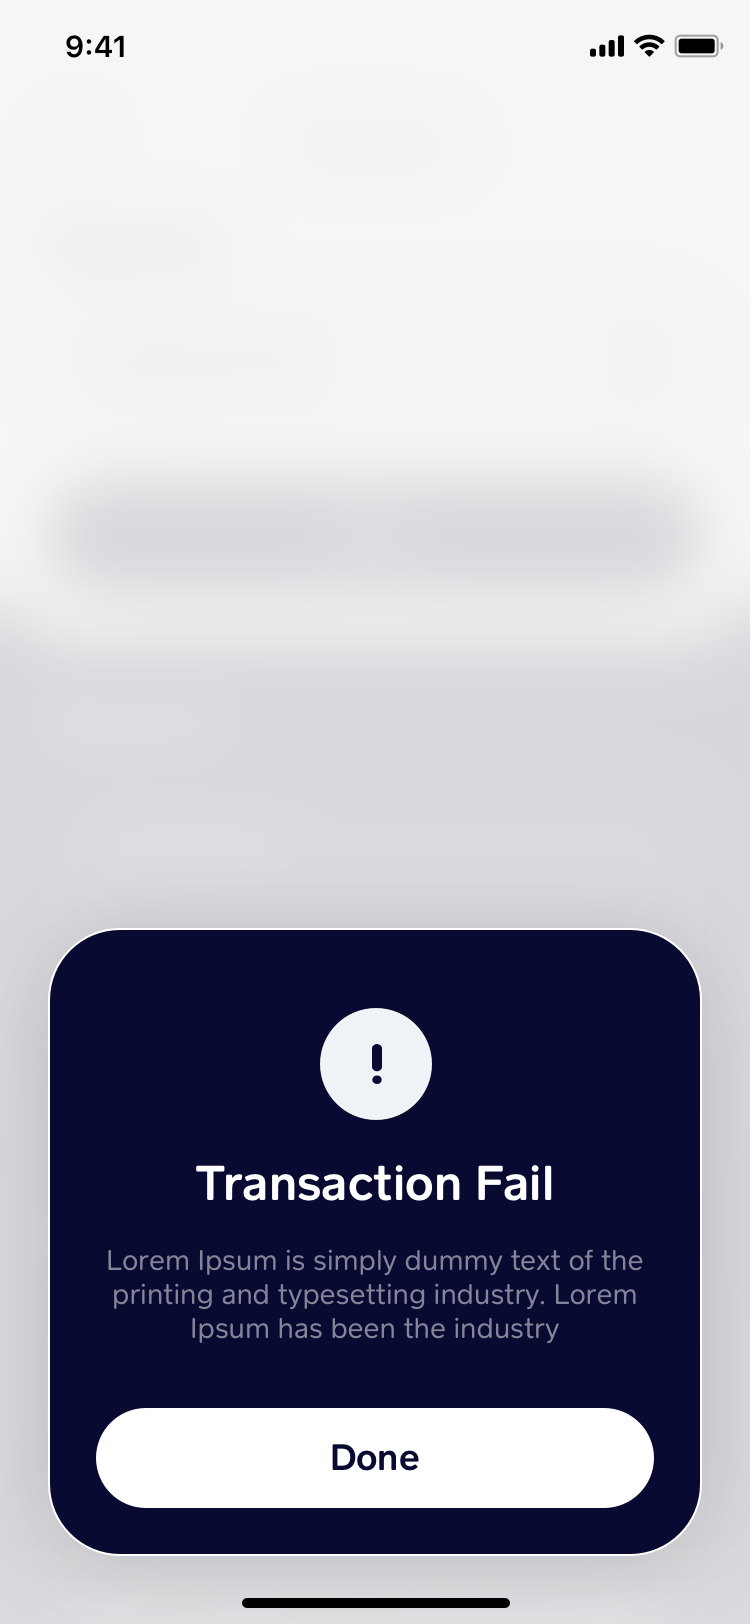 9:41
Transaction Fail
Lorem Ipsum is simply dummy text of the
printing and typesetting industry. Lorem
Ipsum has been the industry
Done